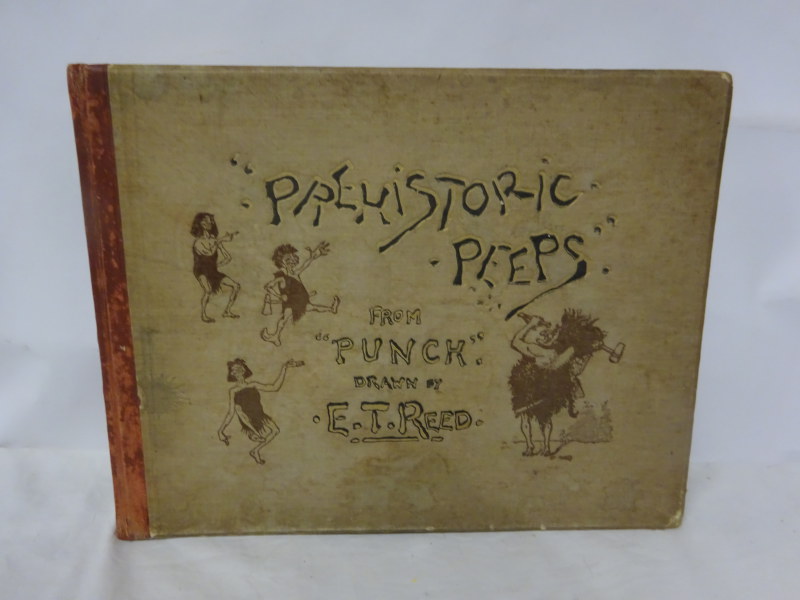 "PREHISTORIC
PEEPS"
FROM
"PUNCH"
DRAWN BY
E.T. REED.